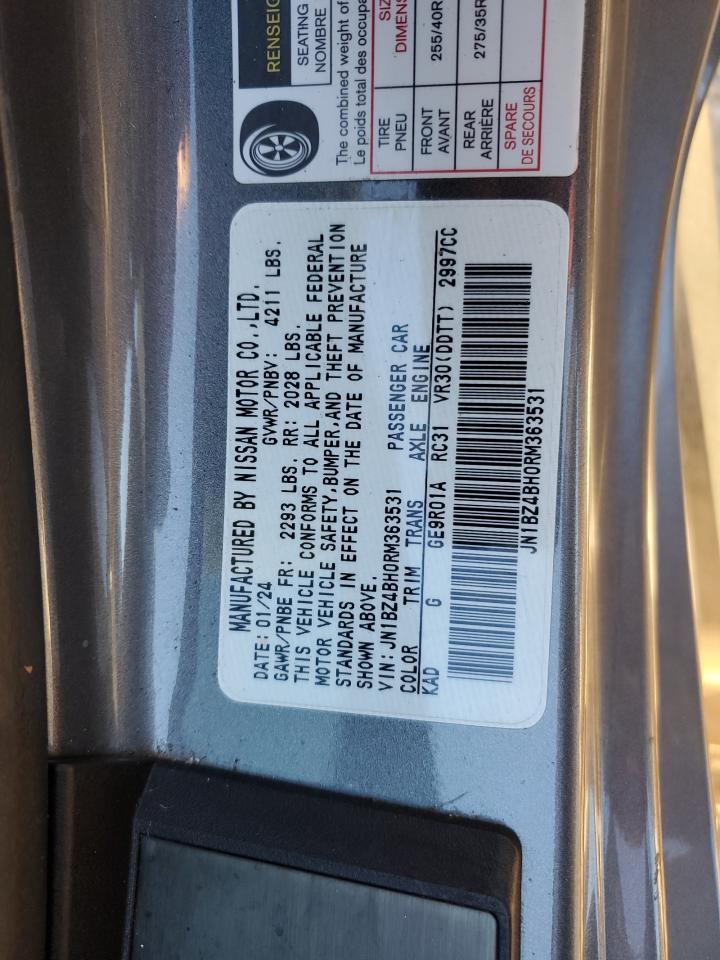 RENSEIG
SEATING
NOMBRE
The combined weight of
Le poids total des occupa
TIRE
PNEU
SIZ
DIMENS
FRONT
AVANT
255/40R
REAR
ARRIÈRE
275/35R
SPARE
DE SECOURS
MANUFACTURED BY NISSAN MOTOR CO.,LTD.
DATE: 01/24 GVWR/PNBV: 4211 LBS.
GAWR/PNBE FR: 2293 LBS. RR: 2028 LBS.
THIS VEHICLE CONFORMS TO ALL APPLICABLE FEDERAL
MOTOR VEHICLE SAFETY,BUMPER,AND THEFT PREVENTION
STANDARDS IN EFFECT ON THE DATE OF MANUFACTURE
SHOWN ABOVE.
VIN: JN1BZ4BH0RM363531 PASSENGER CAR
COLOR TRIM TRANS AXLE ENGINE
KAD G GE9R01A RC31 VR30(DDTT) 2997CC
JN1BZ4BH0RM363531